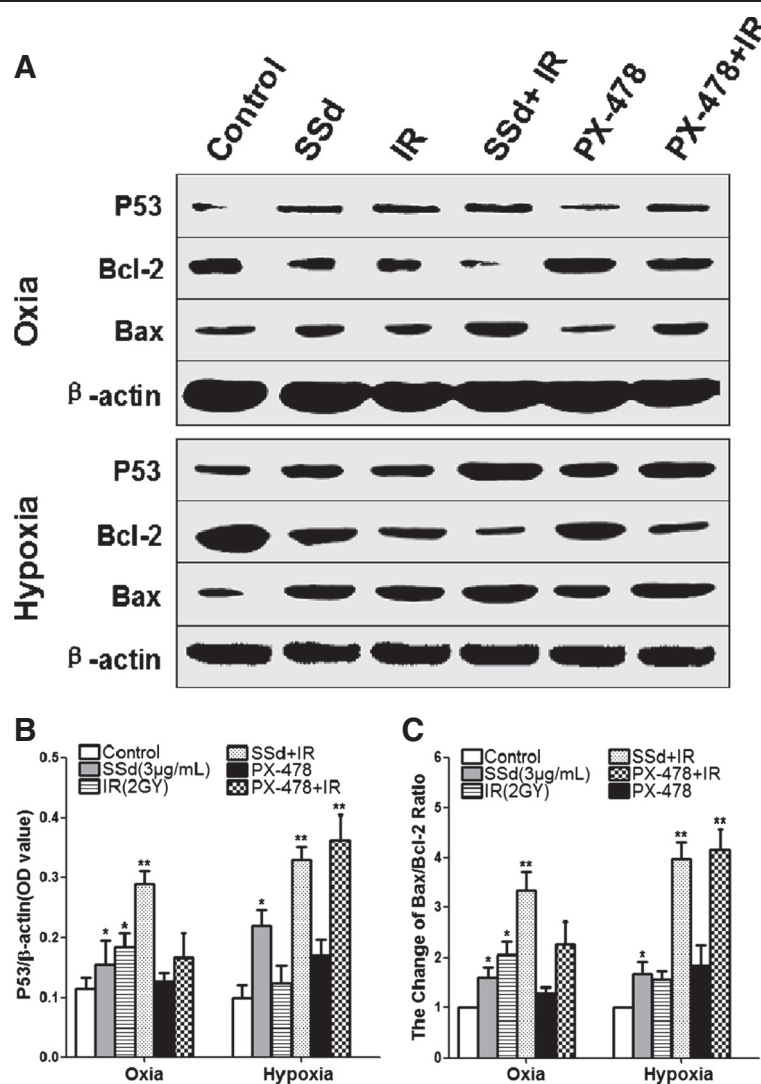 A
Control SSd IR SSd+ IR PX-478 PX-478+IR
Oxia
P53
Bcl-2
Bax
β-actin
Hypoxia
P53
Bcl-2
Bax
β-actin
B
Control
SSd(3μg/mL)
IR(2GY)
SSd+IR
PX-478
PX-478+IR
P53/β-actin(OD value)
0.5
0.4
0.3
0.2
0.1
0.0
* * ** * ** **
Oxia Hypoxia
C
Control
SSd(3μg/mL)
IR(2GY)
SSd+IR
PX-478+IR
PX-478
The Change of Bax/Bcl-2 Ratio
6
5
4
3
2
1
0
* * ** * ** **
Oxia Hypoxia